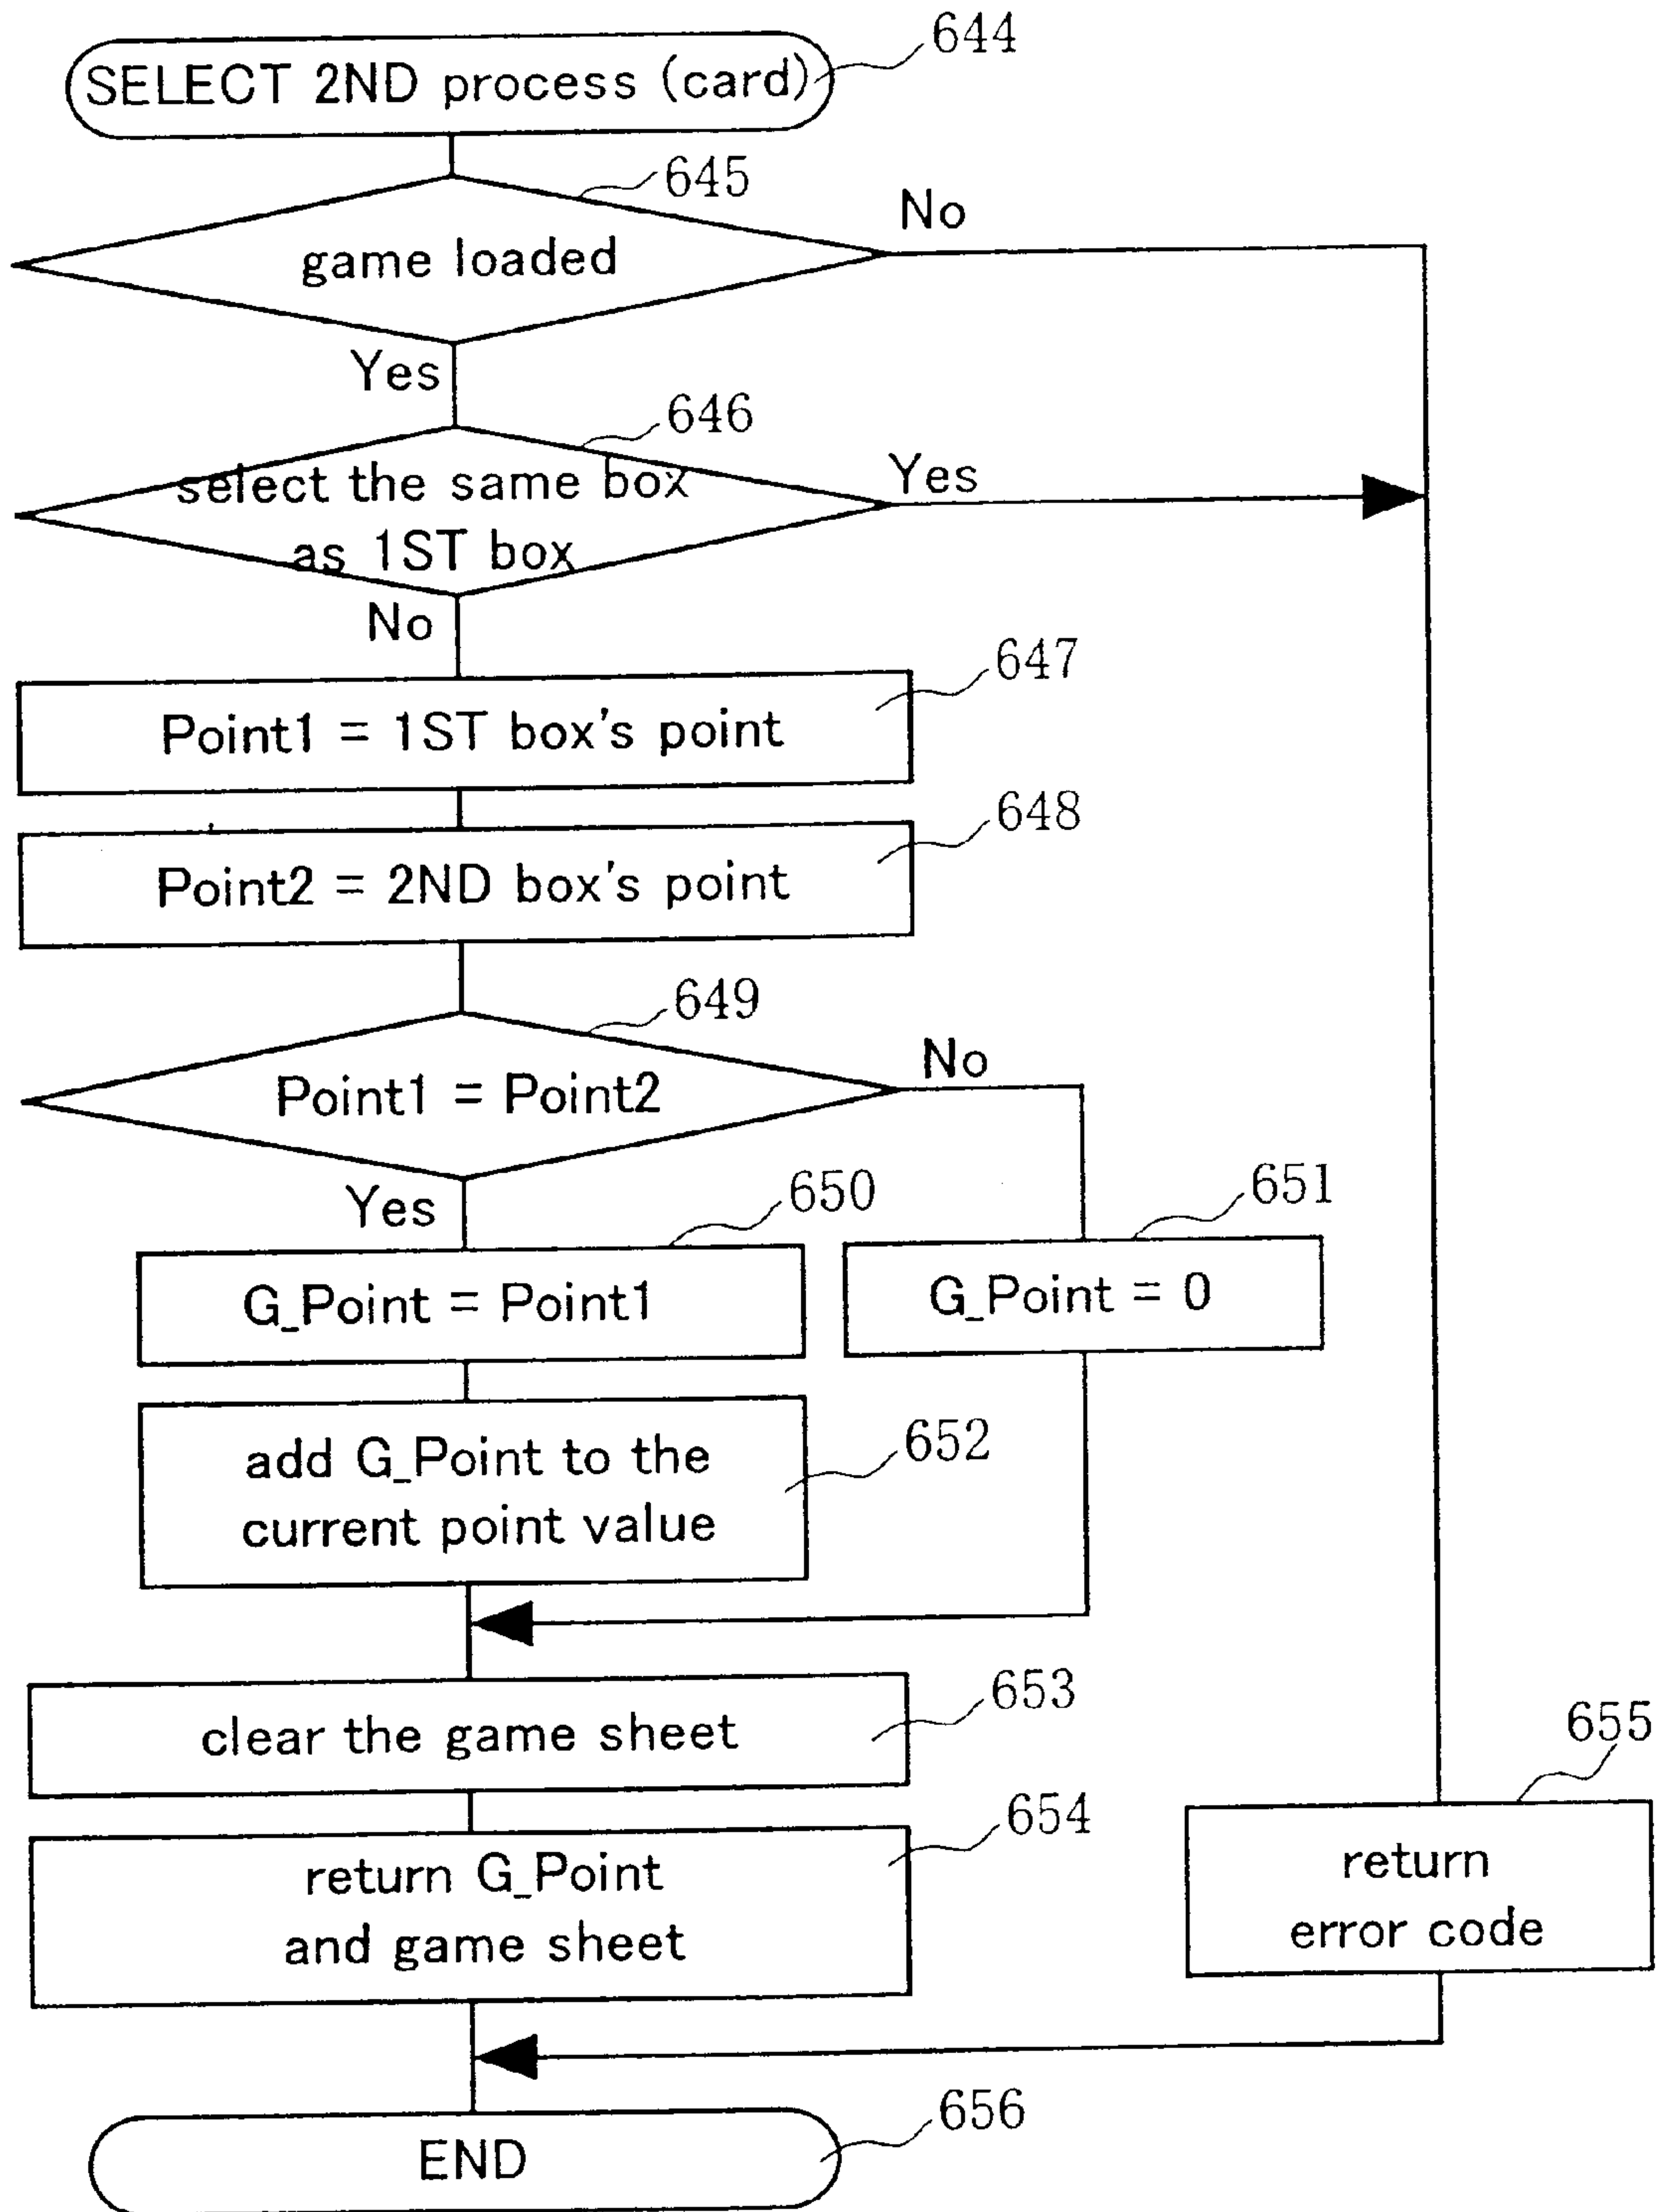 644
SELECT 2ND process (card)
645
No
game loaded
Yes
646
select the same box
as 1ST box
Yes
No
647
Point1 = 1ST box's point
648
Point2 = 2ND box's point
649
No
Point1 = Point2
Yes
650
651
G_Point = Point1
G_Point = 0
652
add G_Point to the
current point value
653
clear the game sheet
655
654
return G_Point
and game sheet
return
error code
656
END